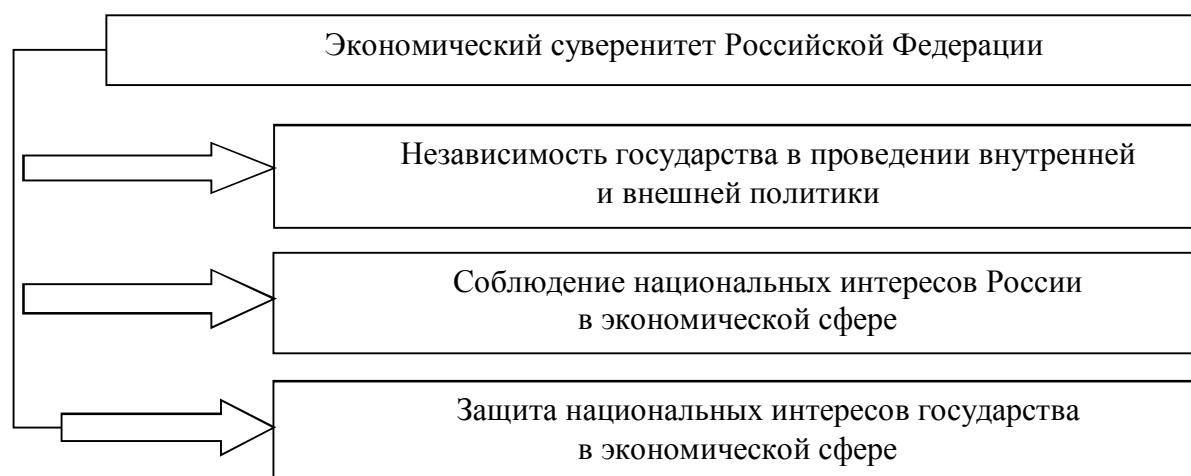 Экономический суверенитет Российской Федерации
Независимость государства в проведении внутренней
и внешней политики
Соблюдение национальных интересов России
в экономической сфере
Защита национальных интересов государства
в экономической сфере